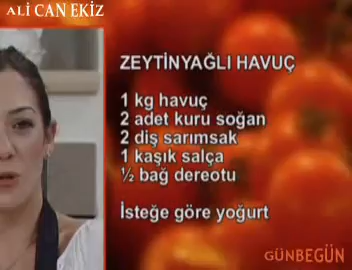 ALİ CAN EKİZ
ZEYTİNYAĞLI HAVUÇ
1 kg havuç
2 adet kuru soğan
2 diş sarımsak
1 kaşık salça
½ bağ dereotu
İsteğe göre yoğurt
GÜNBEGÜN